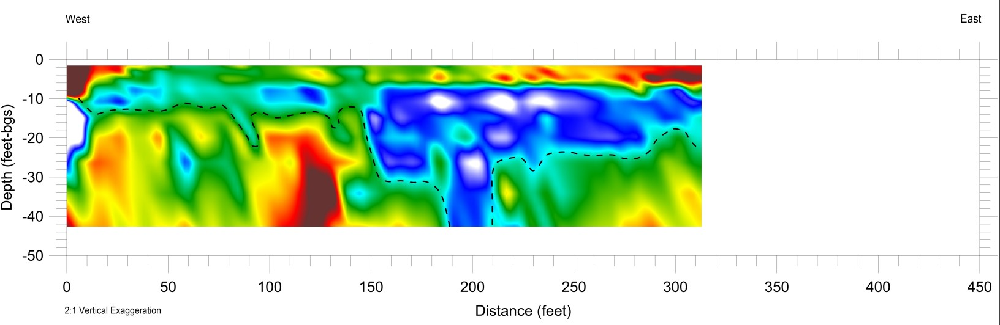 West East
0
-10
-20
-30
-40
-50
Depth (feet-bgs)
0 50 100 150 200 250 300 350 400 450
2:1 Vertical Exaggeration
Distance (feet)